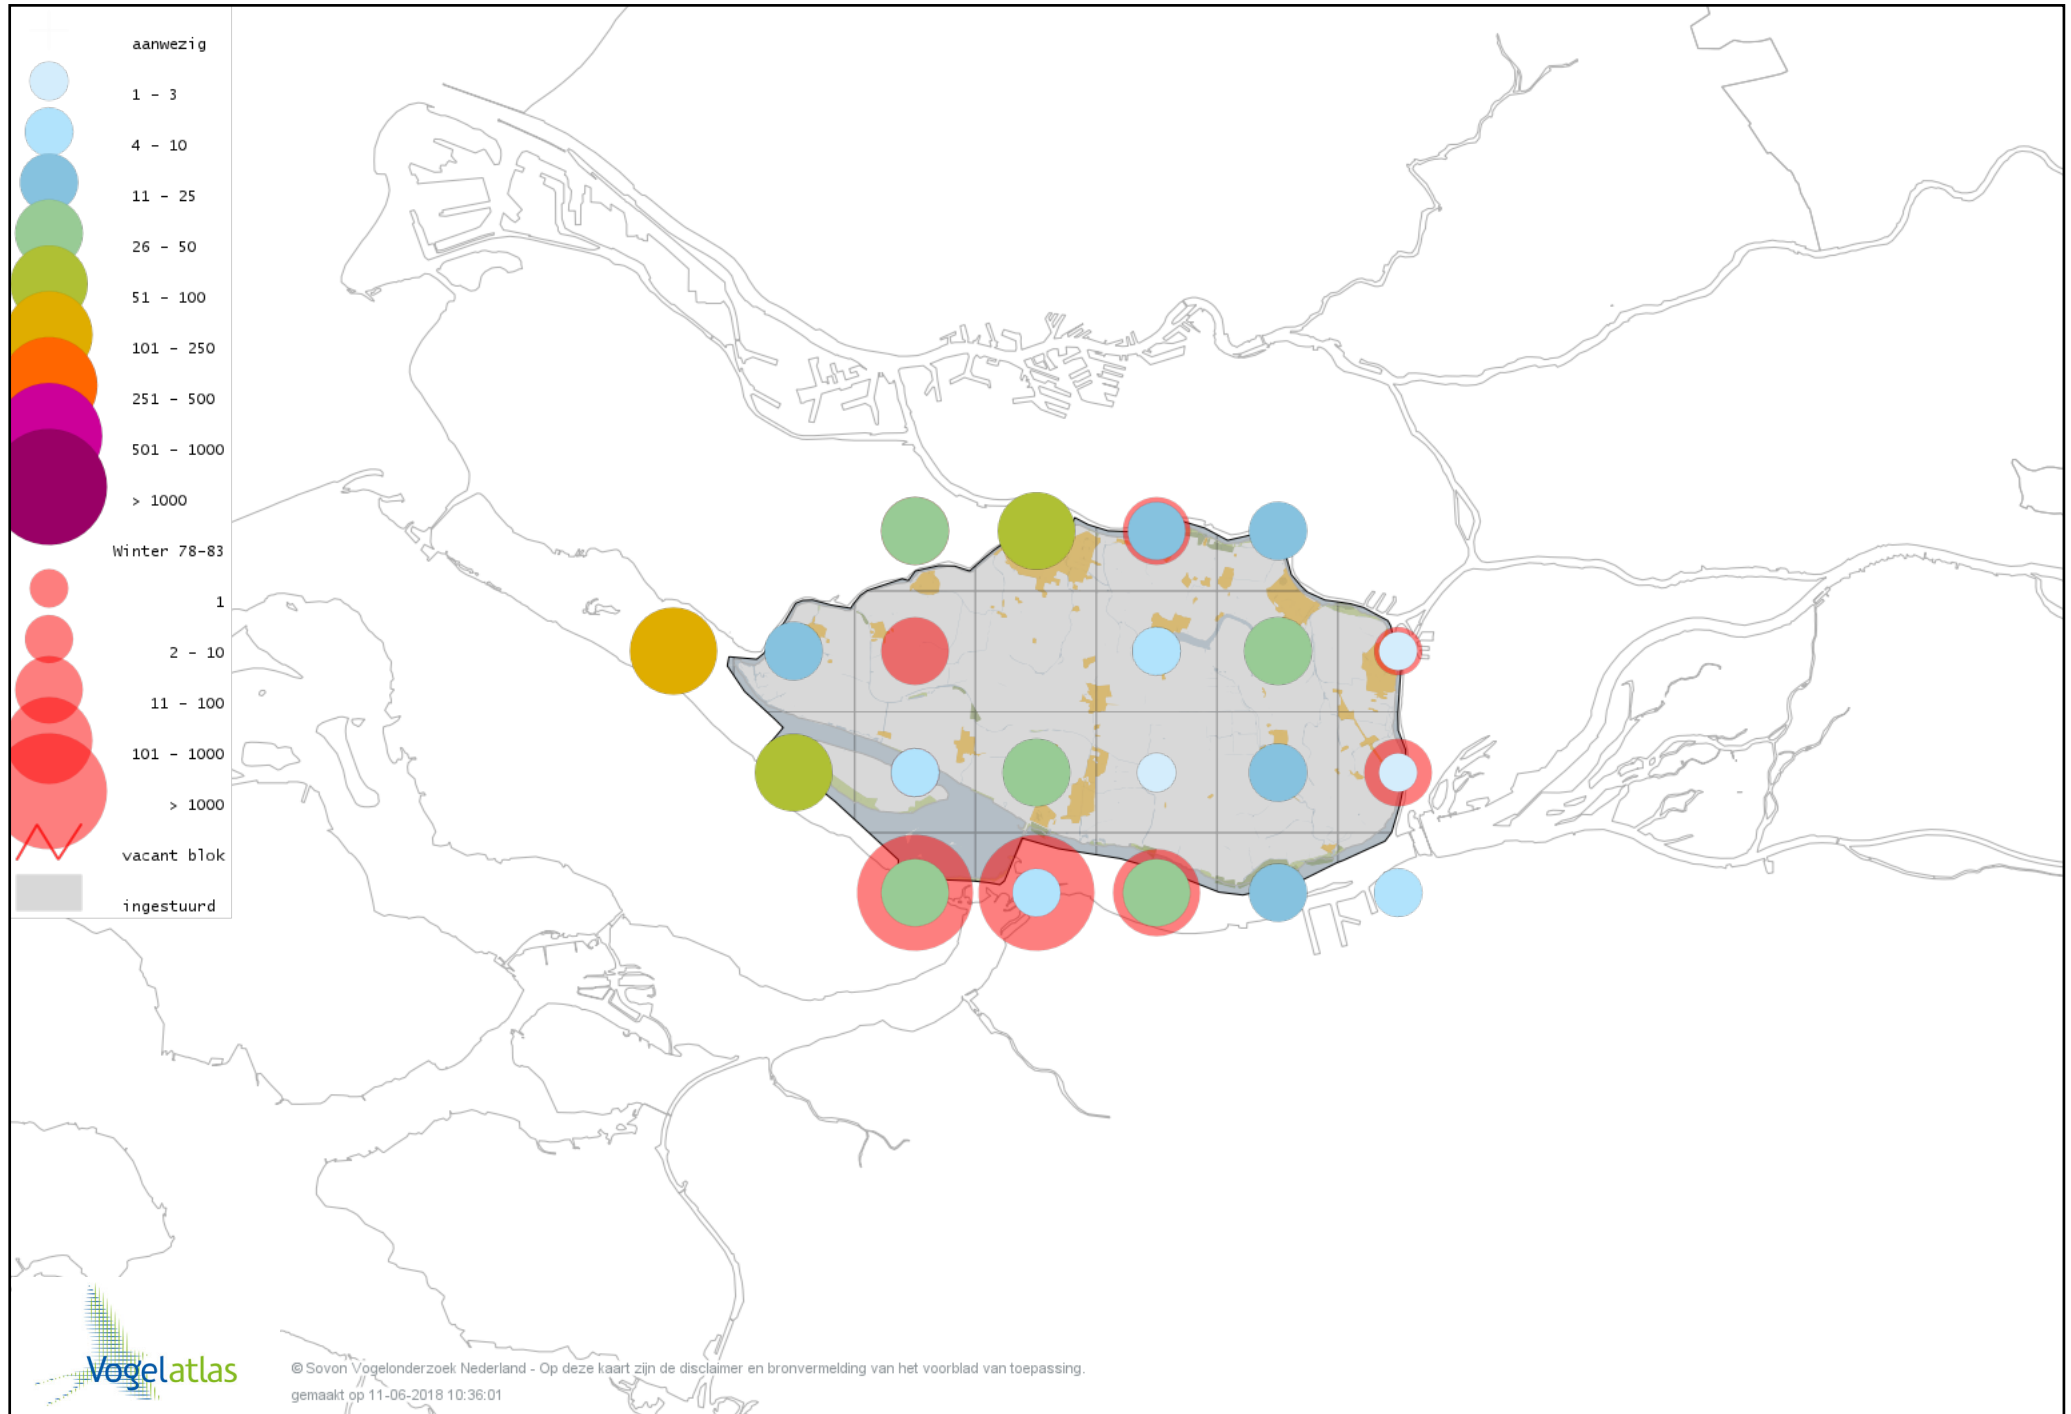 aanwezig
1 - 3
4 - 10
11 - 25
26 - 50
51 - 100
101 - 250
251 - 500
501 - 1000
> 1000
Winter 78-83
1
2 - 10
11 - 100
101 - 1000
> 1000
vacant blok
ingestuurd
Vogelatlas
© Sovon Vogelonderzoek Nederland - Op deze kaart zijn de disclaimer en bronvermelding van het voorblad van toepassing.
gemaakt op 11-06-2018 10:36:01